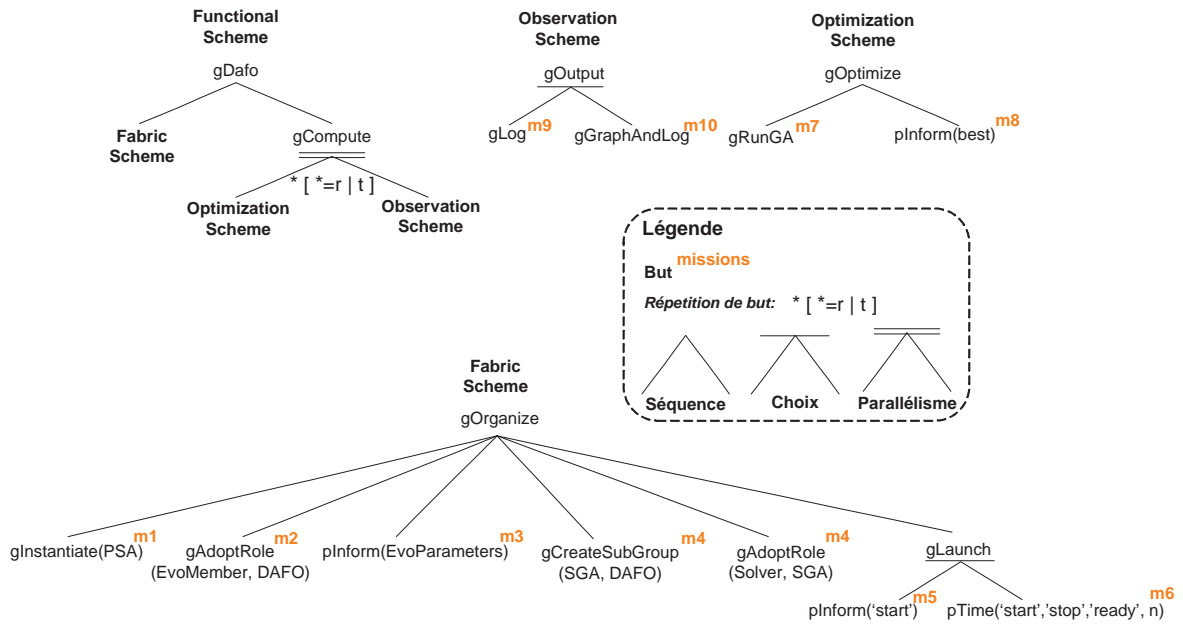 Functional
Scheme
gDafo
Fabric
Scheme
gCompute
* [ *=r | t ]
Optimization
Scheme
Observation
Scheme
Observation
Scheme
gOutput
gLog m9
gGraphAndLog m10
Optimization
Scheme
gOptimize
gRunGA m7
pInform(best) m8
Légende
But missions
Répetition de but: * [ *=r | t ]
Séquence
Choix
Parallélisme
Fabric
Scheme
gOrganize
gInstantiate(PSA) m1
gAdoptRole m2
(EvoMember, DAFO)
pInform(EvoParameters) m3
gCreateSubGroup m4
(SGA, DAFO)
gAdoptRole m4
(Solver, SGA)
gLaunch
pInform(‘start’) m5
pTime(‘start’,’stop’,’ready’, n) m6